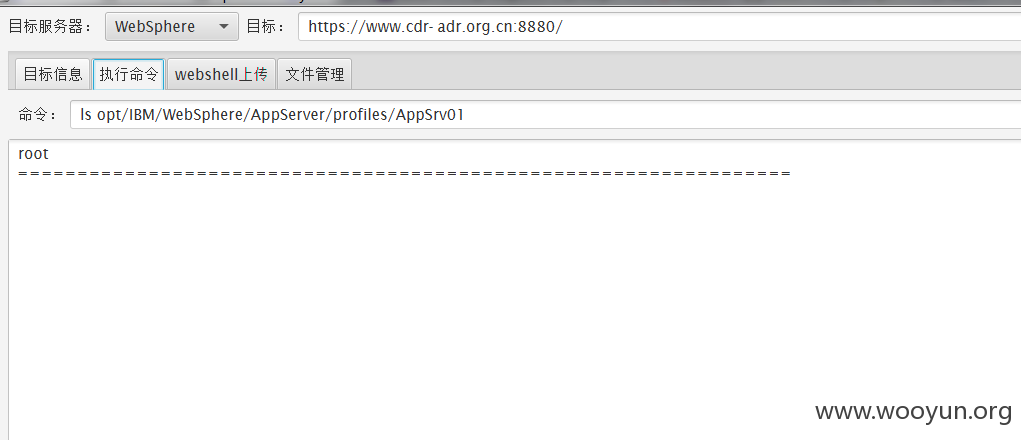 目标服务器： WebSphere 目标： https://www.cdr- adr.org.cn:8880/
目标信息 执行命令 webshell上传 文件管理
命令： ls opt/IBM/WebSphere/AppServer/profiles/AppSrv01
root
==================================================================
www.wooyun.org